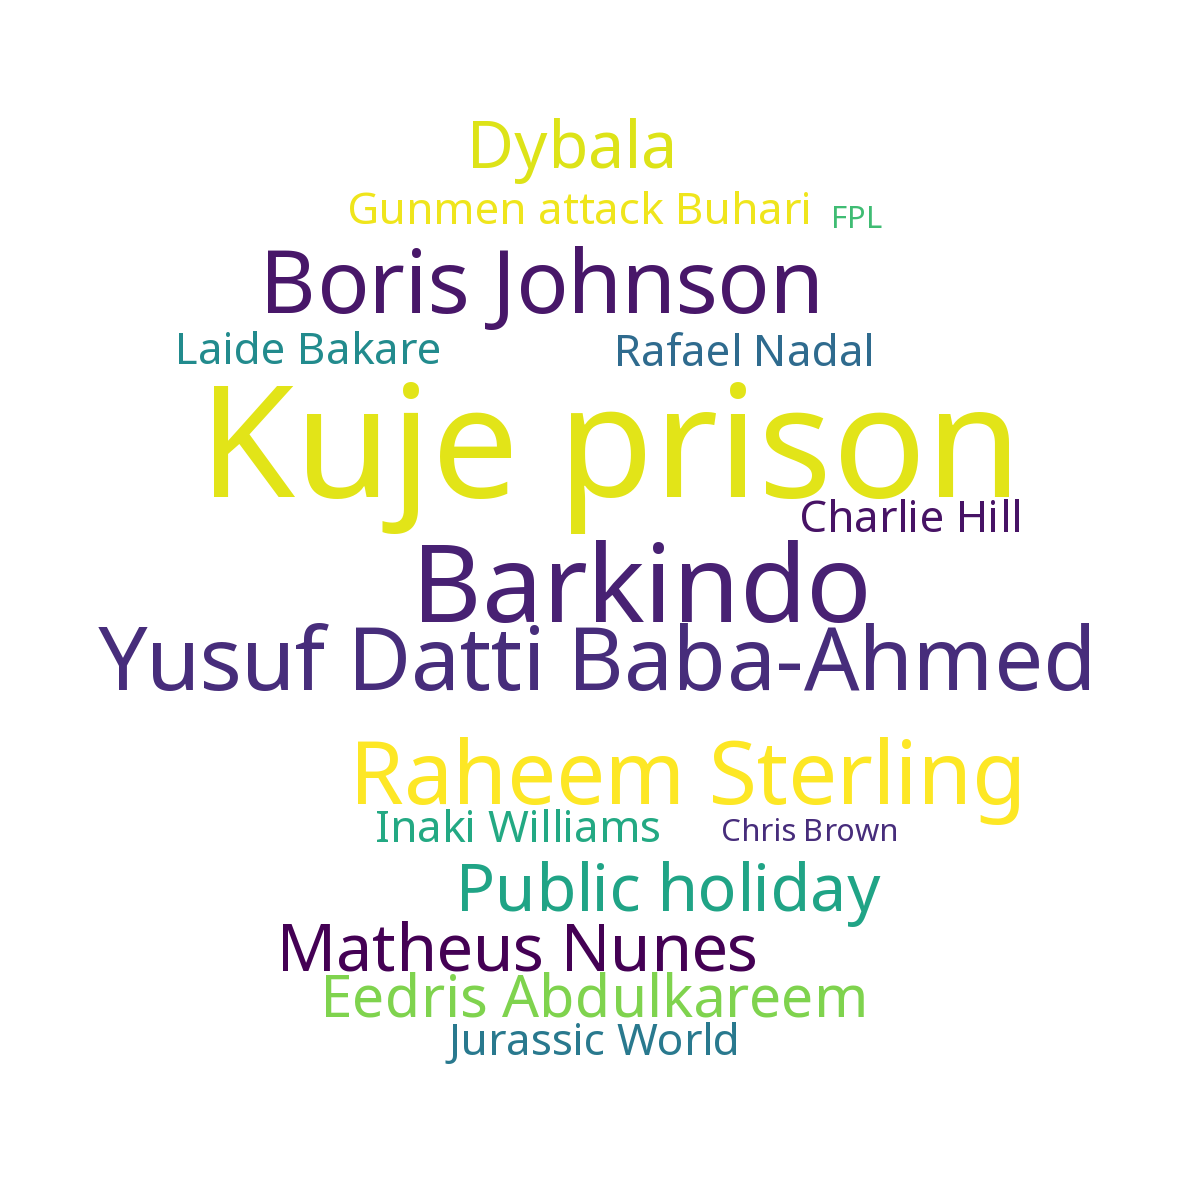 Dybala
Gunmen attack Buhari
FPL
Boris Johnson
Laide Bakare
Rafael Nadal
Kuje prison
Charlie Hill
Barkindo
Yusuf Datti Baba-Ahmed
Raheem Sterling
Inaki Williams
Chris Brown
Public holiday
Matheus Nunes
Eedris Abdulkareem
Jurassic World